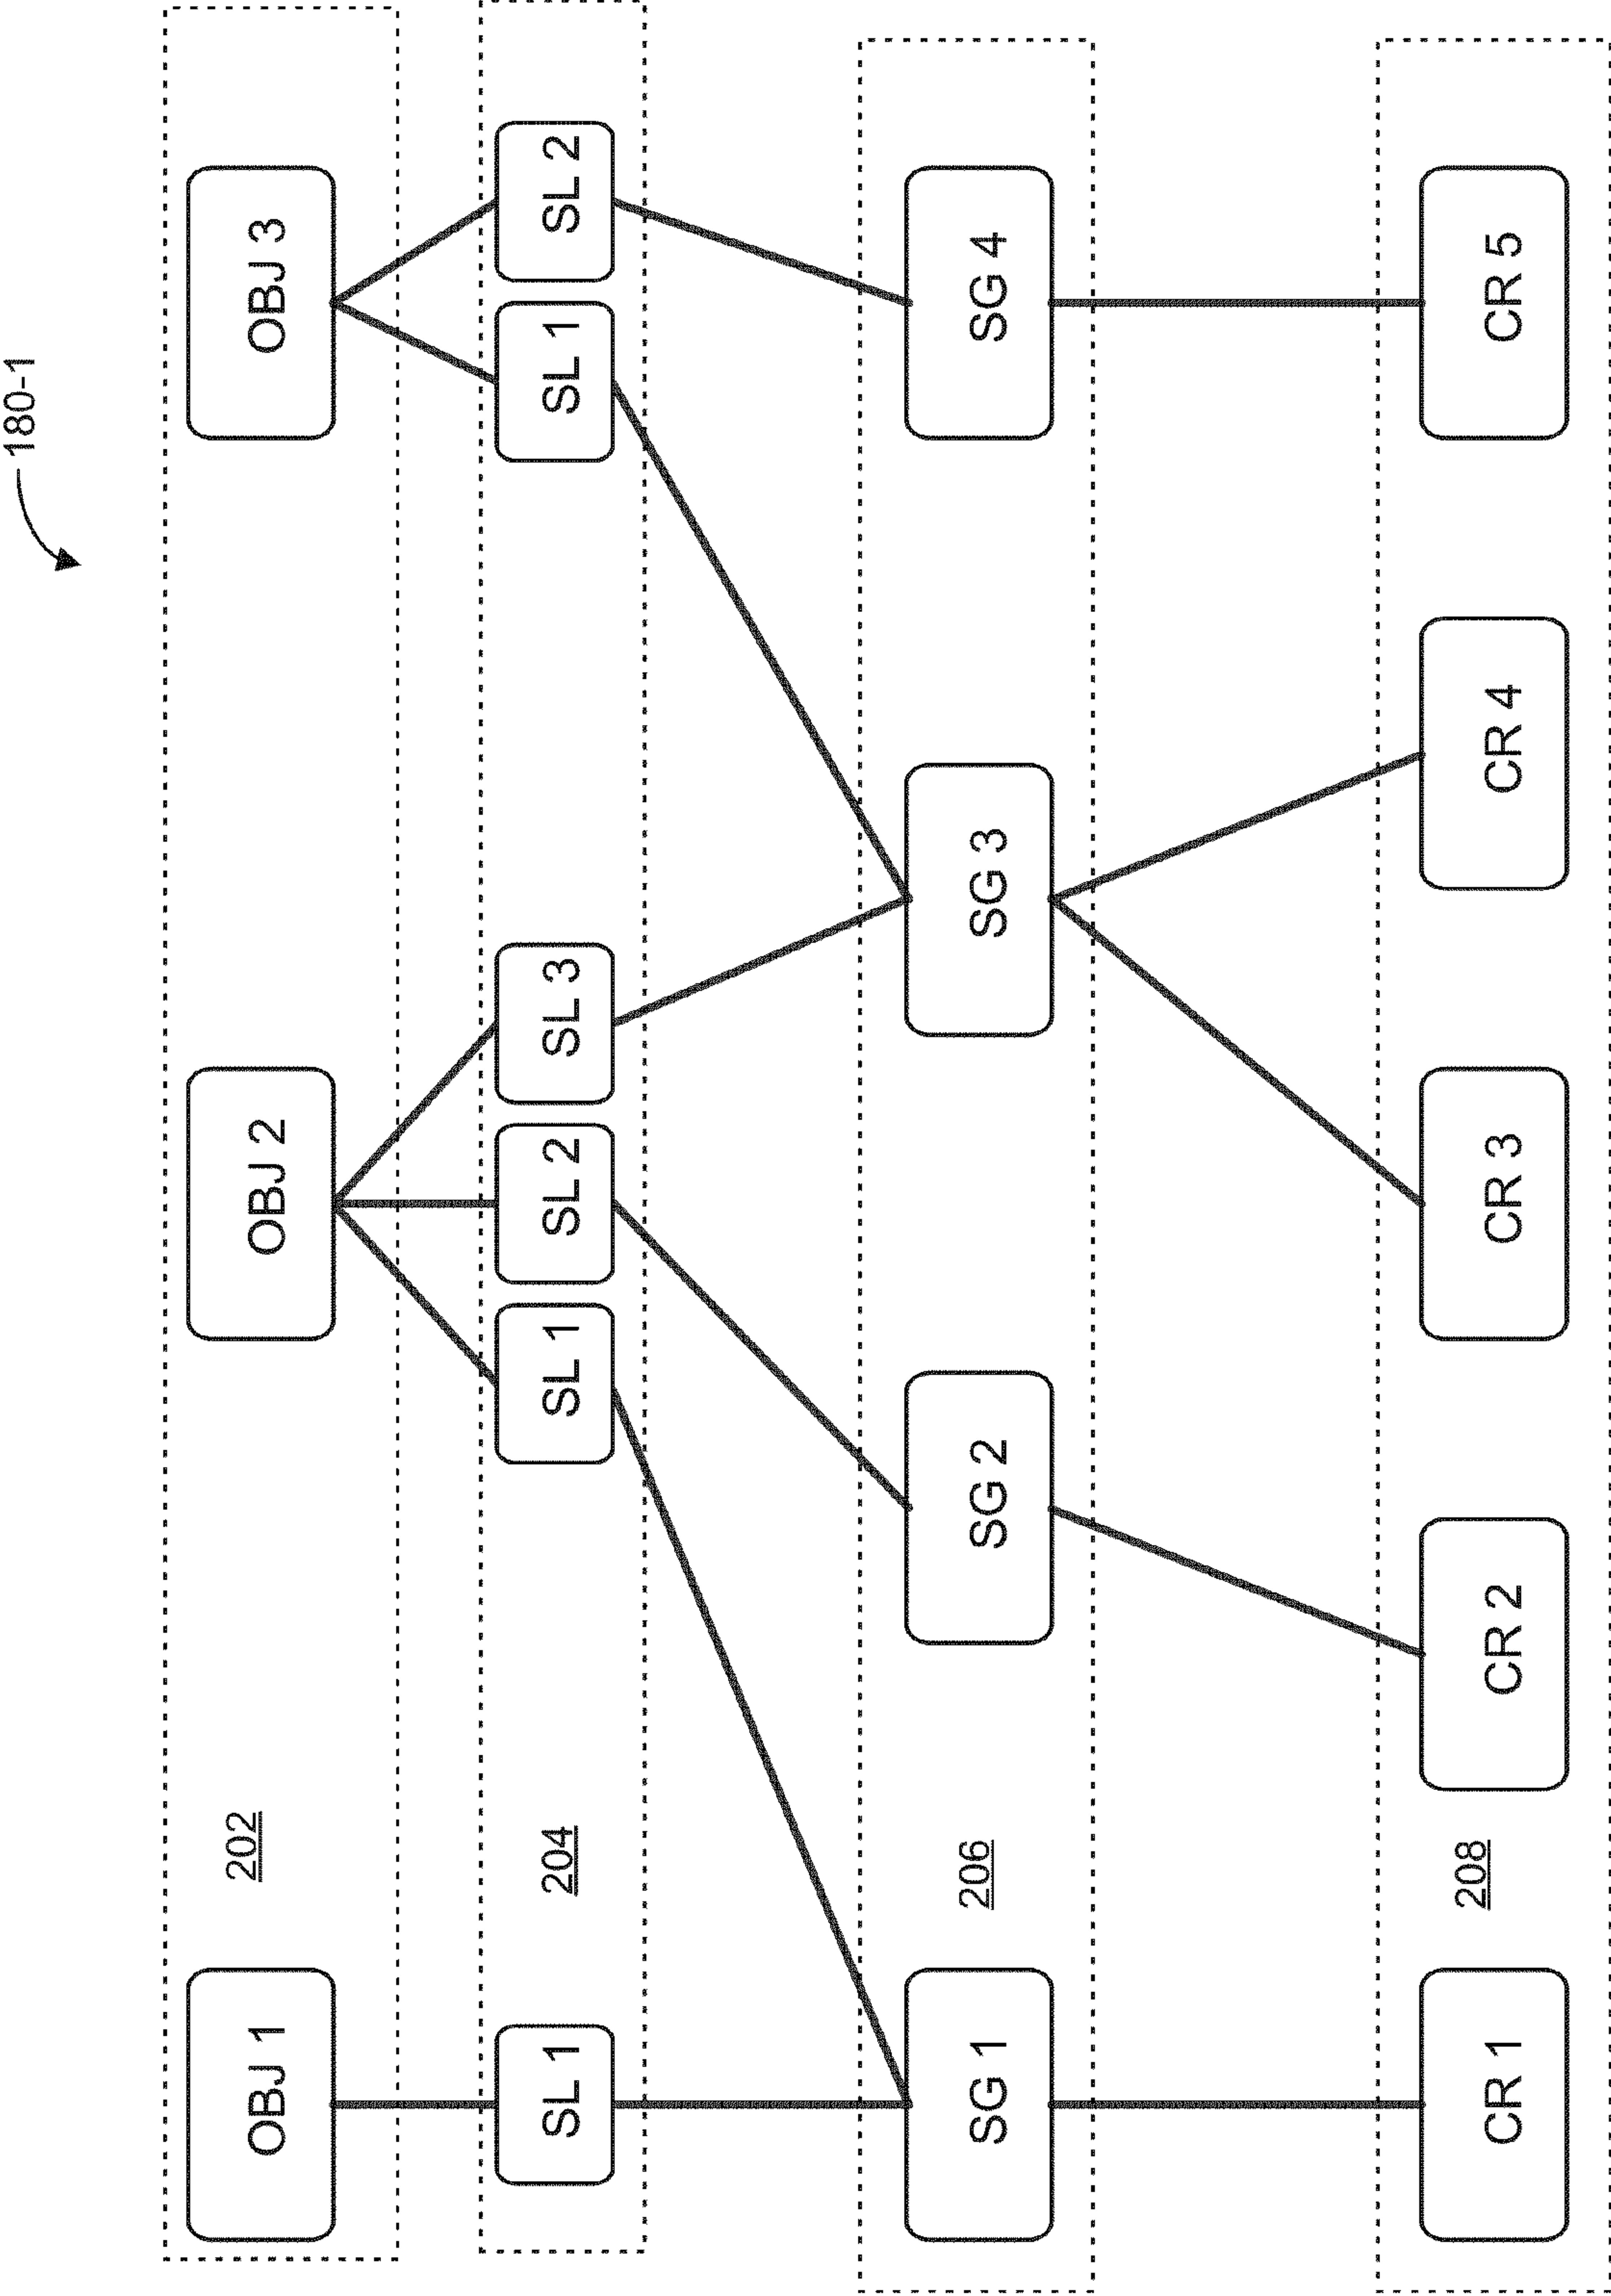 180-1
OBJ 1
202
OBJ 2
OBJ 3
SL 1
204
SL 1
SL 2
SL 3
SL 1
SL 2
SG 1
206
SG 2
SG 3
SG 4
CR 1
208
CR 2
CR 3
CR 4
CR 5